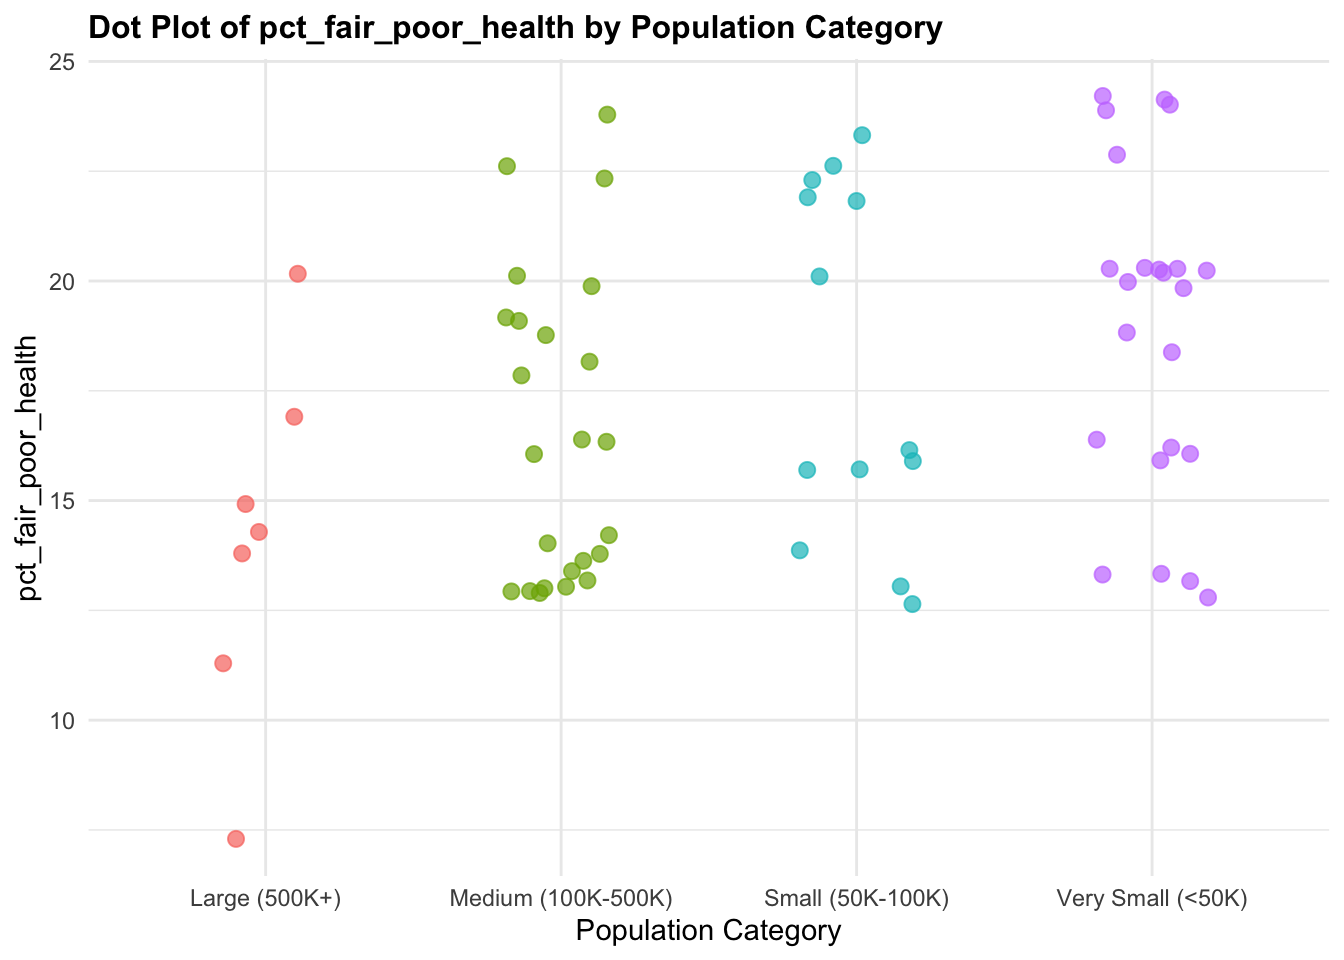 Dot Plot of pct_fair_poor_health by Population Category
pct_fair_poor_health
25
20
15
10
Large (500K+)
Medium (100K-500K)
Small (50K-100K)
Very Small (<50K)
Population Category